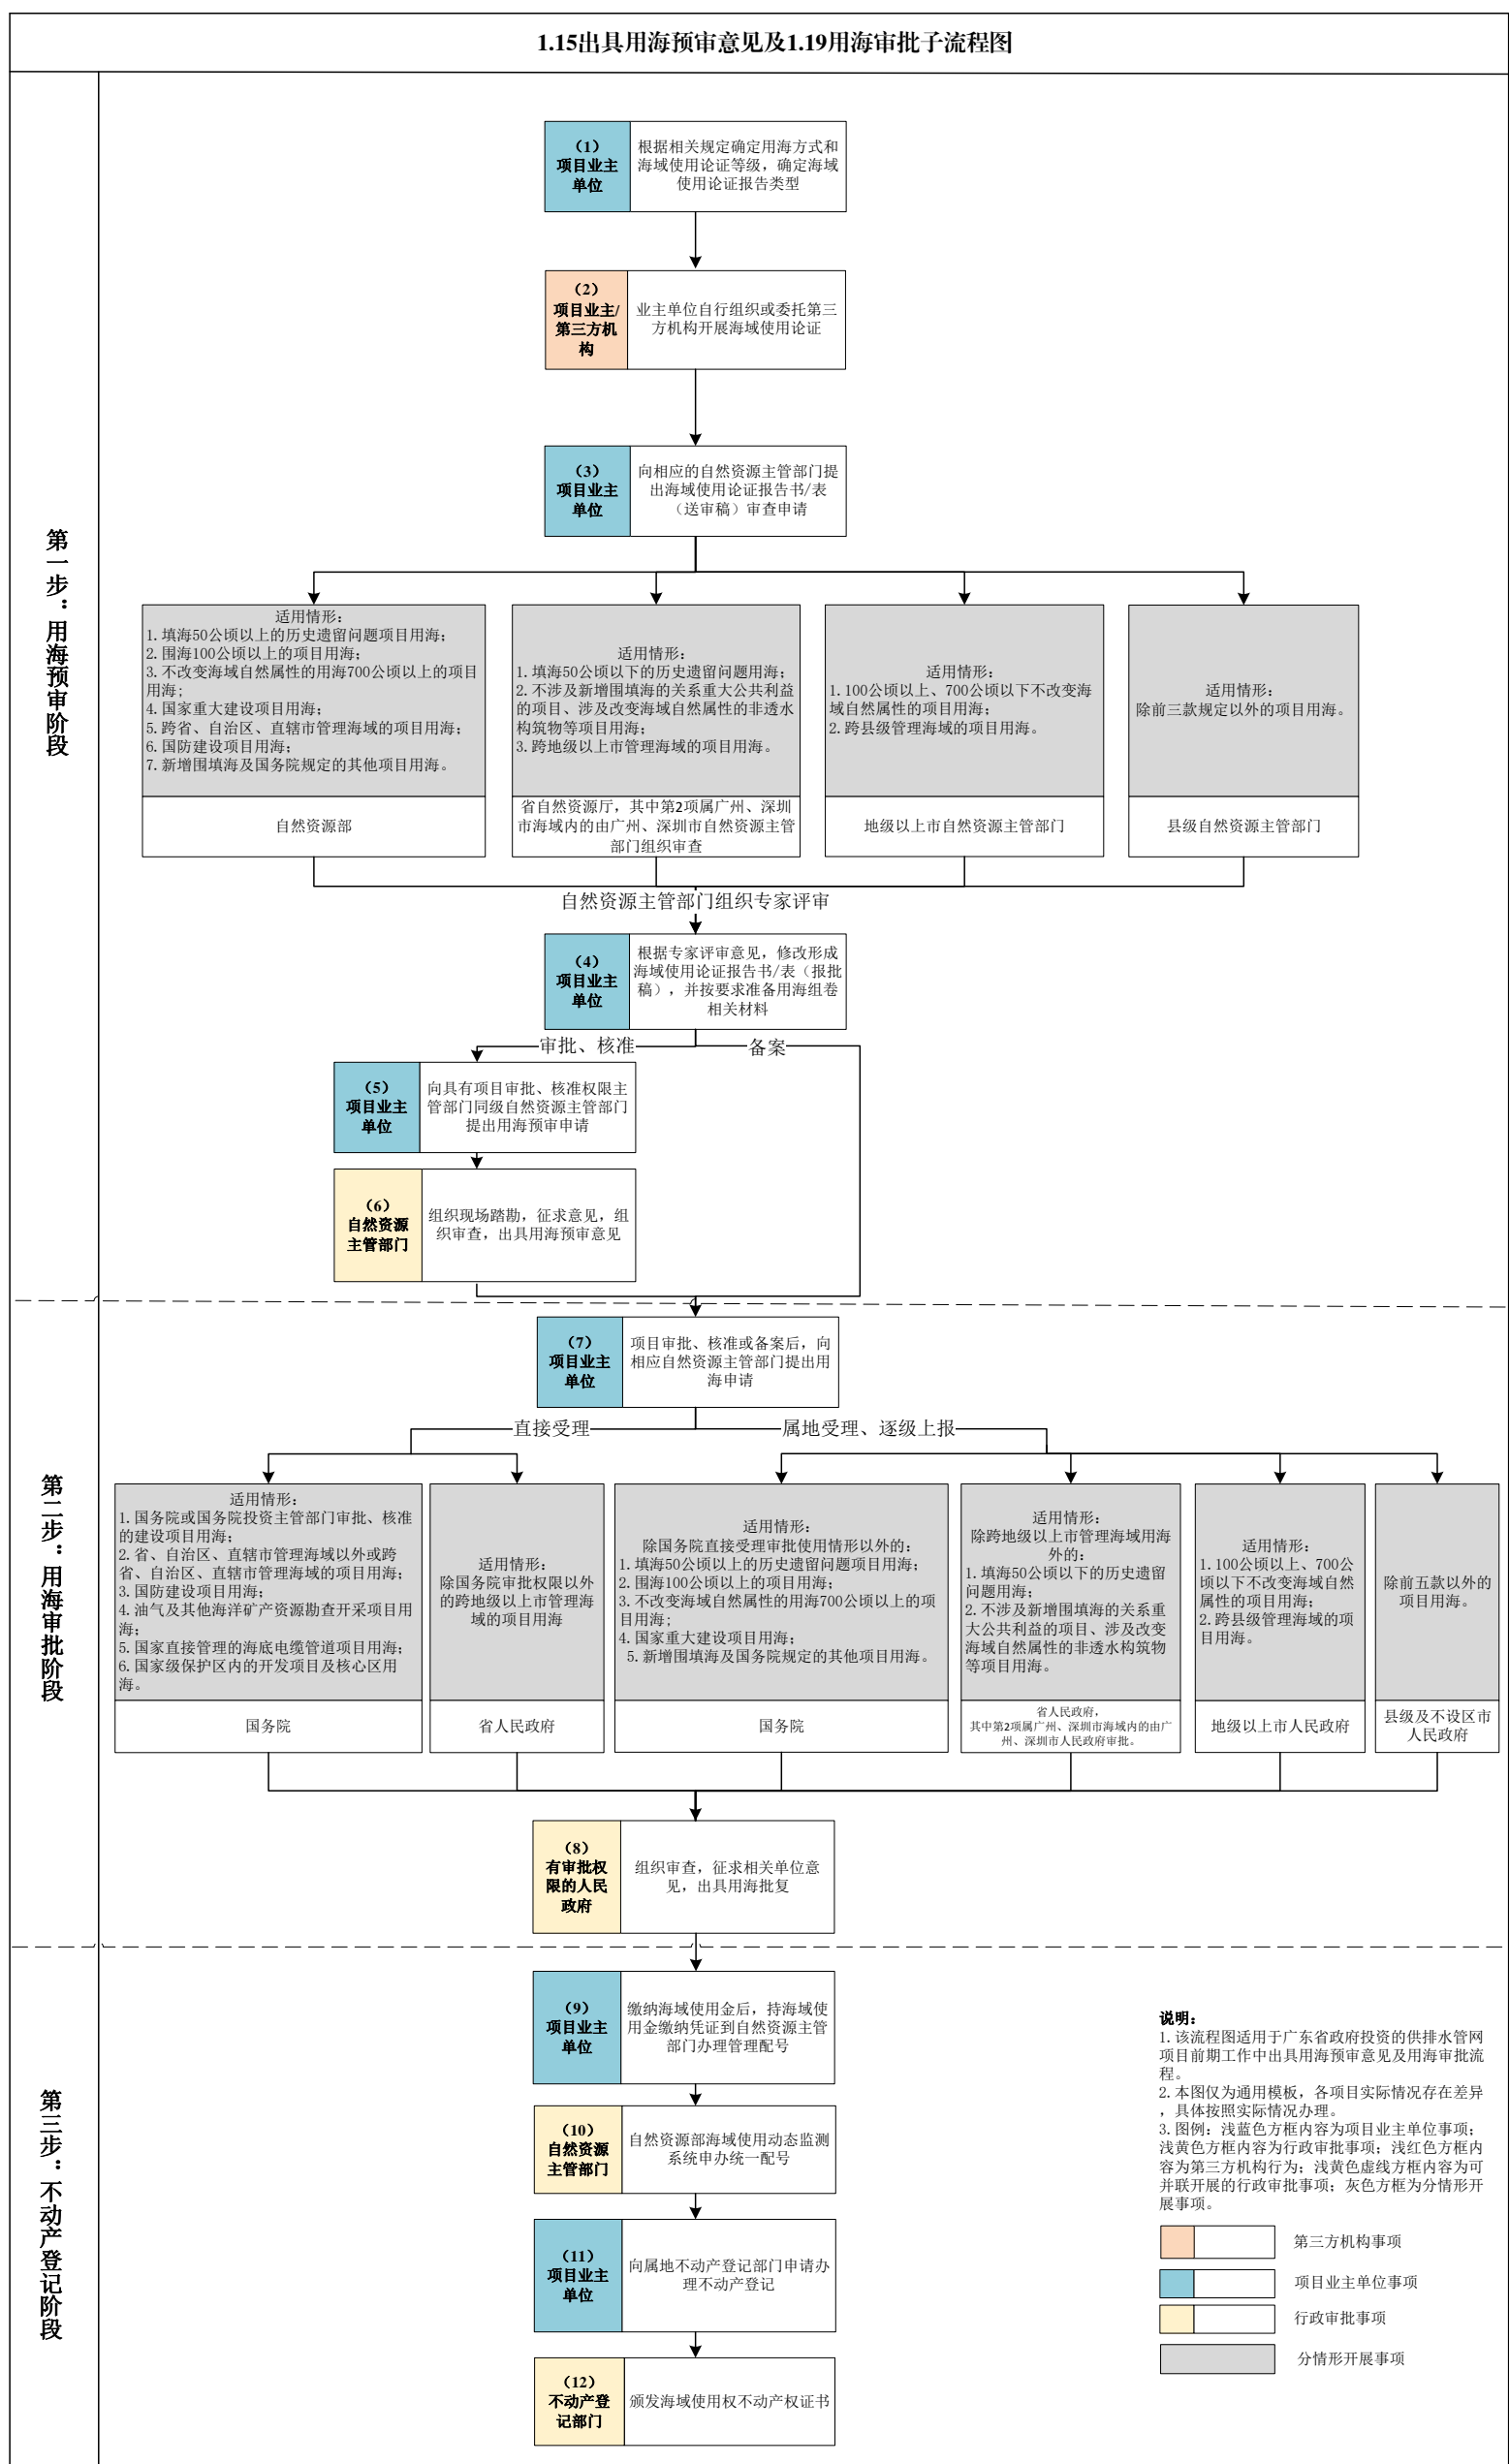 1.15出具用海预审意见及1.19用海审批子流程图
第一步：用海预审阶段
（1）
项目业主
单位
根据相关规定确定用海方式和
海域使用论证等级，确定海域
使用论证报告类型
（2）
项目业主/
第三方机
构
业主单位自行组织或委托第三
方机构开展海域使用论证
（3）
项目业主
单位
向相应的自然资源主管部门提
出海域使用论证报告书/表
（送审稿）审查申请
适用情形：
1.填海50公顷以上的历史遗留问题项目用海；
2.围海100公顷以上的项目用海；
3.不改变海域自然属性的用海700公顷以上的项目
用海；
4.国家重大建设项目用海；
5.跨省、自治区、直辖市管理海域的项目用海；
6.国防建设项目用海；
7.新增围填海及国务院规定的其他项目用海。
自然资源部
适用情形：
1.填海50公顷以下的历史遗留问题用海；
2.不涉及新增围填海的关系重大公共利益
的项目、涉及改变海域自然属性的非透水
构筑物等项目用海；
3.跨地级以上市管理海域的项目用海。
省自然资源厅，其中第2项属广州、深圳
市海域内的由广州、深圳市自然资源主管
部门组织审查
适用情形：
1.100公顷以上、700公顷以下不改变海
域自然属性的项目用海；
2.跨县级管理海域的项目用海。
地级以上市自然资源主管部门
适用情形：
除前三款规定以外的项目用海。
县级自然资源主管部门
自然资源主管部门组织专家评审
（4）
项目业主
单位
根据专家评审意见，修改形成
海域使用论证报告书/表（报批
稿），并按要求准备用海组卷
相关材料
审批、核准
备案
（5）
项目业主
单位
向具有项目审批、核准权限主
管部门同级自然资源主管部门
提出用海预审申请
（6）
自然资源
主管部门
组织现场踏勘，征求意见，组
织审查，出具用海预审意见
第二步：用海审批阶段
（7）
项目业主
单位
项目审批、核准或备案后，向
相应自然资源主管部门提出用
海申请
直接受理
属地受理、逐级上报
适用情形：
1.国务院或国务院投资主管部门审批、核准
的建设项目用海；
2.省、自治区、直辖市管理海域以外或跨
省、自治区、直辖市管理海域的项目用海；
3.国防建设项目用海；
4.油气及其他海洋矿产资源勘查开采项目用
海；
5.国家直接管理的海底电缆管道项目用海；
6.国家级保护区内的开发项目及核心区用
海。
国务院
适用情形：
除国务院审批权限以外
的跨地级以上市管理海
域的项目用海
省人民政府
适用情形：
除国务院直接受理审批使用情形以外的：
1.填海50公顷以上的历史遗留问题项目用海；
2.围海100公顷以上的项目用海；
3.不改变海域自然属性的用海700公顷以上的项
目用海；
4.国家重大建设项目用海；
5.新增围填海及国务院规定的其他项目用海。
国务院
适用情形：
除跨地级以上市管理海域用海
外的：
1.填海50公顷以下的历史遗留
问题用海；
2.不涉及新增围填海的关系重
大公共利益的项目、涉及改变
海域自然属性的非透水构筑物
等项目用海。
省人民政府，
其中第2项属广州、深圳市海域内的由广
州、深圳市人民政府审批。
适用情形：
1.100公顷以上、700公
顷以下不改变海域自然
属性的项目用海；
2.跨县级管理海域的项
目用海。
地级以上市人民政府
除前五款以外的
项目用海。
县级及不设区市
人民政府
（8）
有审批权
限的人民
政府
组织审查，征求相关单位意
见，出具用海批复
第三步：不动产登记阶段
（9）
项目业主
单位
缴纳海域使用金后，持海域使
用金缴纳凭证到自然资源主管
部门办理管理配号
（10）
自然资源
主管部门
自然资源部海域使用动态监测
系统申办统一配号
（11）
项目业主
单位
向属地不动产登记部门申请办
理不动产登记
（12）
不动产登
记部门
颁发海域使用权不动产权证书
说明：
1.该流程图适用于广东省政府投资的供排水管网
项目前期工作中出具用海预审意见及用海审批流
程。
2.本图仅为通用模板，各项目实际情况存在差异
，具体按照实际情况办理。
3.图例：浅蓝色方框内容为项目业主单位事项；
浅黄色方框内容为行政审批事项；浅红色方框内
容为第三方机构行为；浅黄色虚线方框内容为可
并联开展的行政审批事项；灰色方框为分情形开
展事项。
第三方机构事项
项目业主单位事项
行政审批事项
分情形开展事项